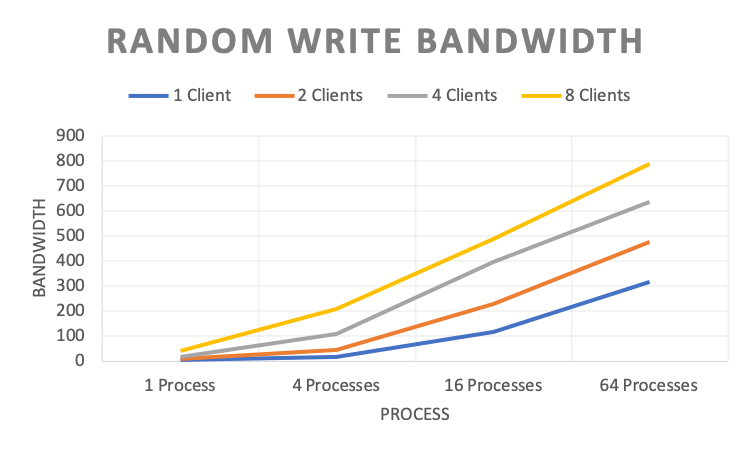 RANDOM WRITE BANDWIDTH
1 Client 2 Clients 4 Clients 8 Clients
900
800
700
600
500
400
300
200
100
0
BANDWIDTH
1 Process 4 Processes 16 Processes 64 Processes
PROCESS